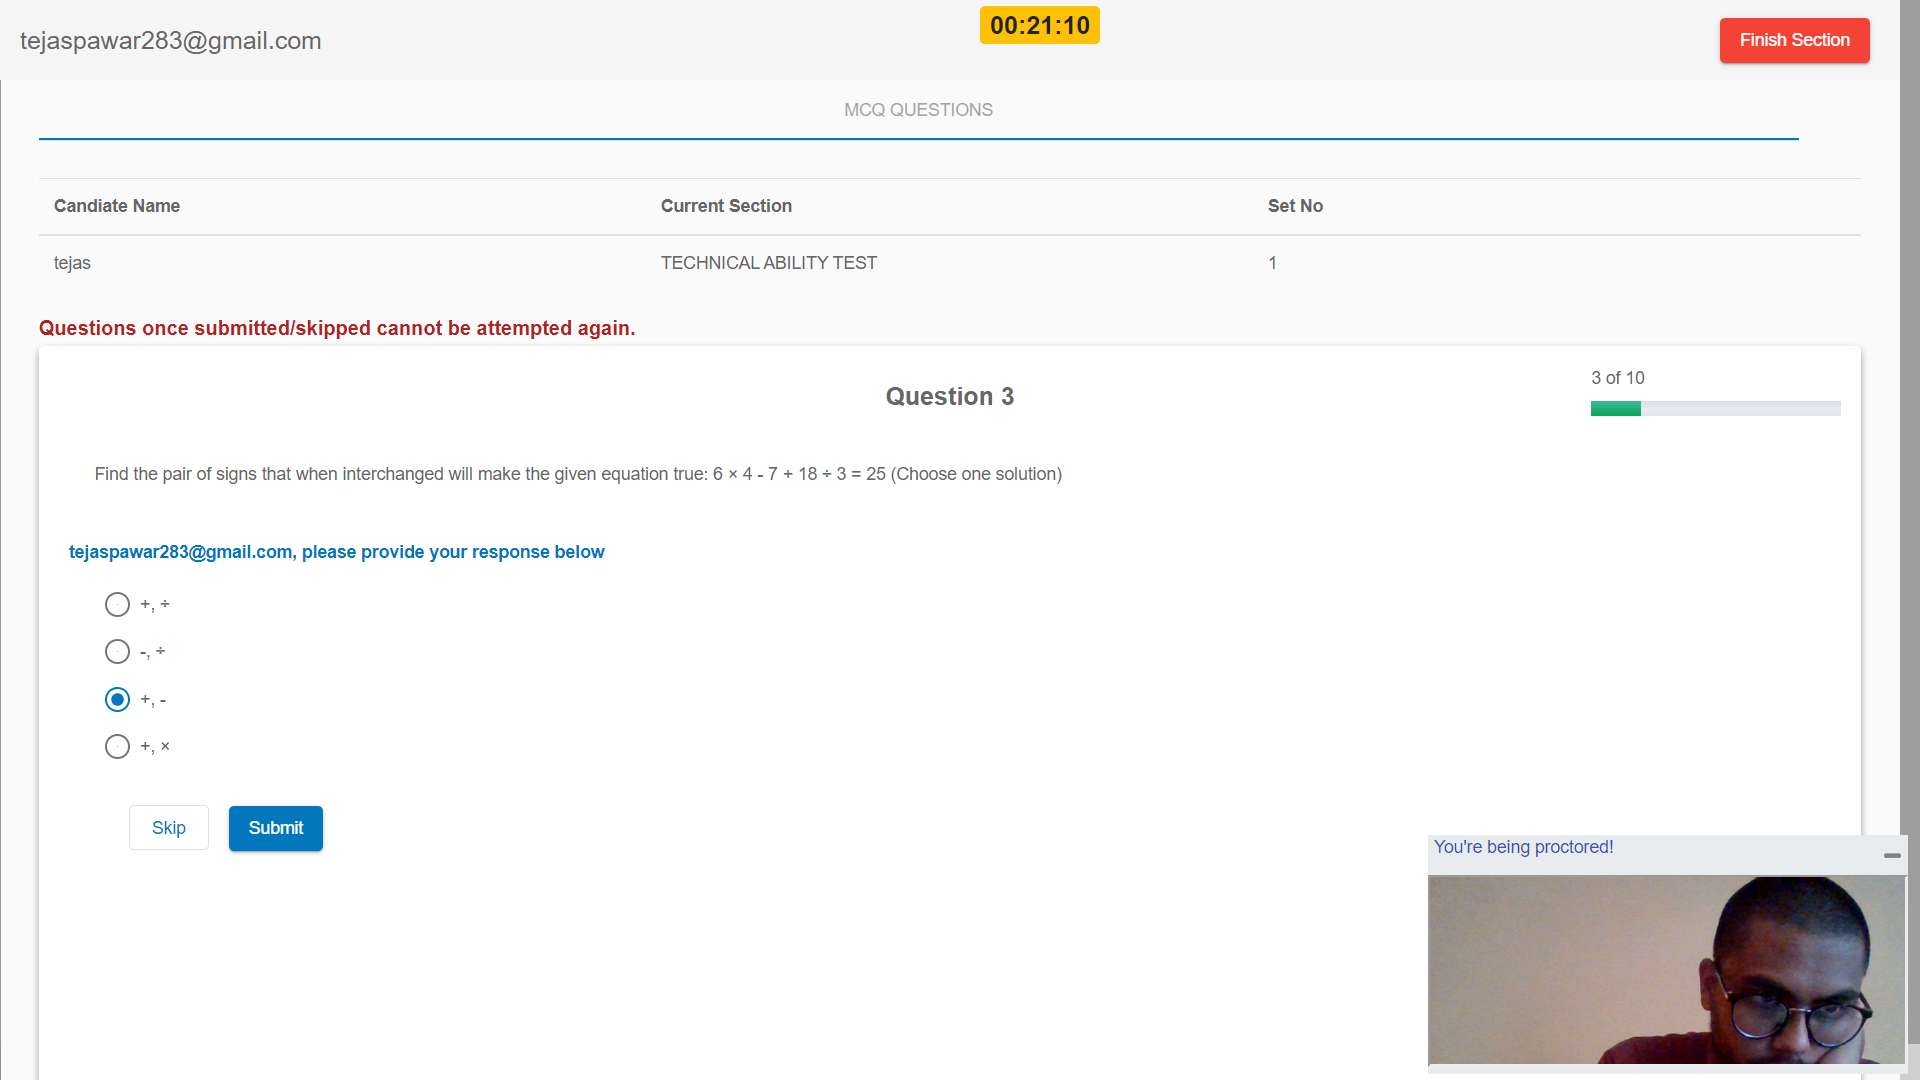 tejaspawar283@gmail.com
00:21:10
Finish Section
MCQ QUESTIONS
Candiate Name Current Section Set No
tejas TECHNICAL ABILITY TEST 1
Questions once submitted/skipped cannot be attempted again.
3 of 10
Question 3
Find the pair of signs that when interchanged will make the given equation true: 6 × 4 - 7 + 18 ÷ 3 = 25 (Choose one solution)
tejaspawar283@gmail.com, please provide your response below
+, ÷
-, ÷
+, -
+, ×
Skip Submit
You're being proctored!